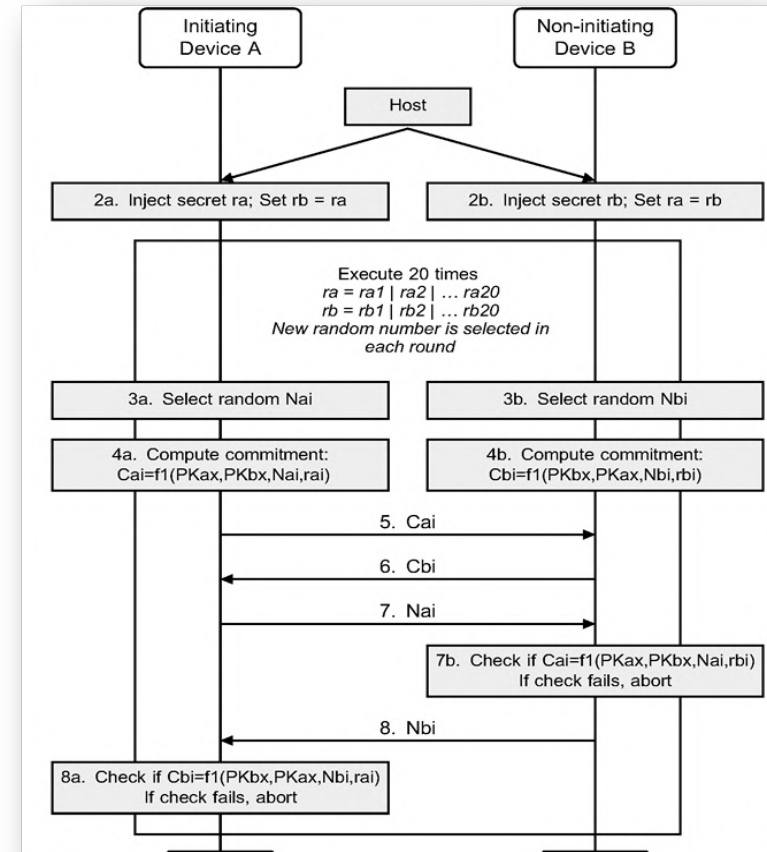 Initiating
Device A
Non-initiating
Device B
Host
2a. Inject secret ra; Set rb = ra
2b. Inject secret rb; Set ra = rb
Execute 20 times
ra = ra1 | ra2 | … ra20
rb = rb1 | rb2 | … rb20
New random number is selected in
each round
3a. Select random Nai
3b. Select random Nbi
4a. Compute commitment:
Cai=f1(PKax,PKbx,Nai,rai)
4b. Compute commitment:
Cbi=f1(PKbx,PKax,Nbi,rbi)
5. Cai
6. Cbi
7. Nai
7b. Check if Cai=f1(PKax,PKbx,Nai,rbi)
If check fails, abort
8. Nbi
8a. Check if Cbi=f1(PKbx,PKax,Nbi,rai)
If check fails, abort